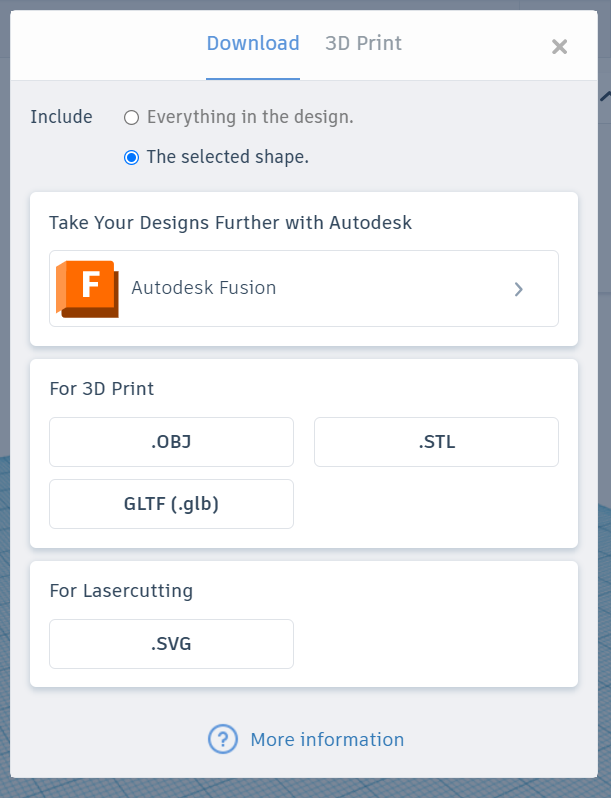 Download 3D Print
Include Everything in the design.
The selected shape.
Take Your Designs Further with Autodesk
F Autodesk Fusion
For 3D Print
.OBJ .STL
GLTF (.glb)
For Lasercutting
.SVG
? More information